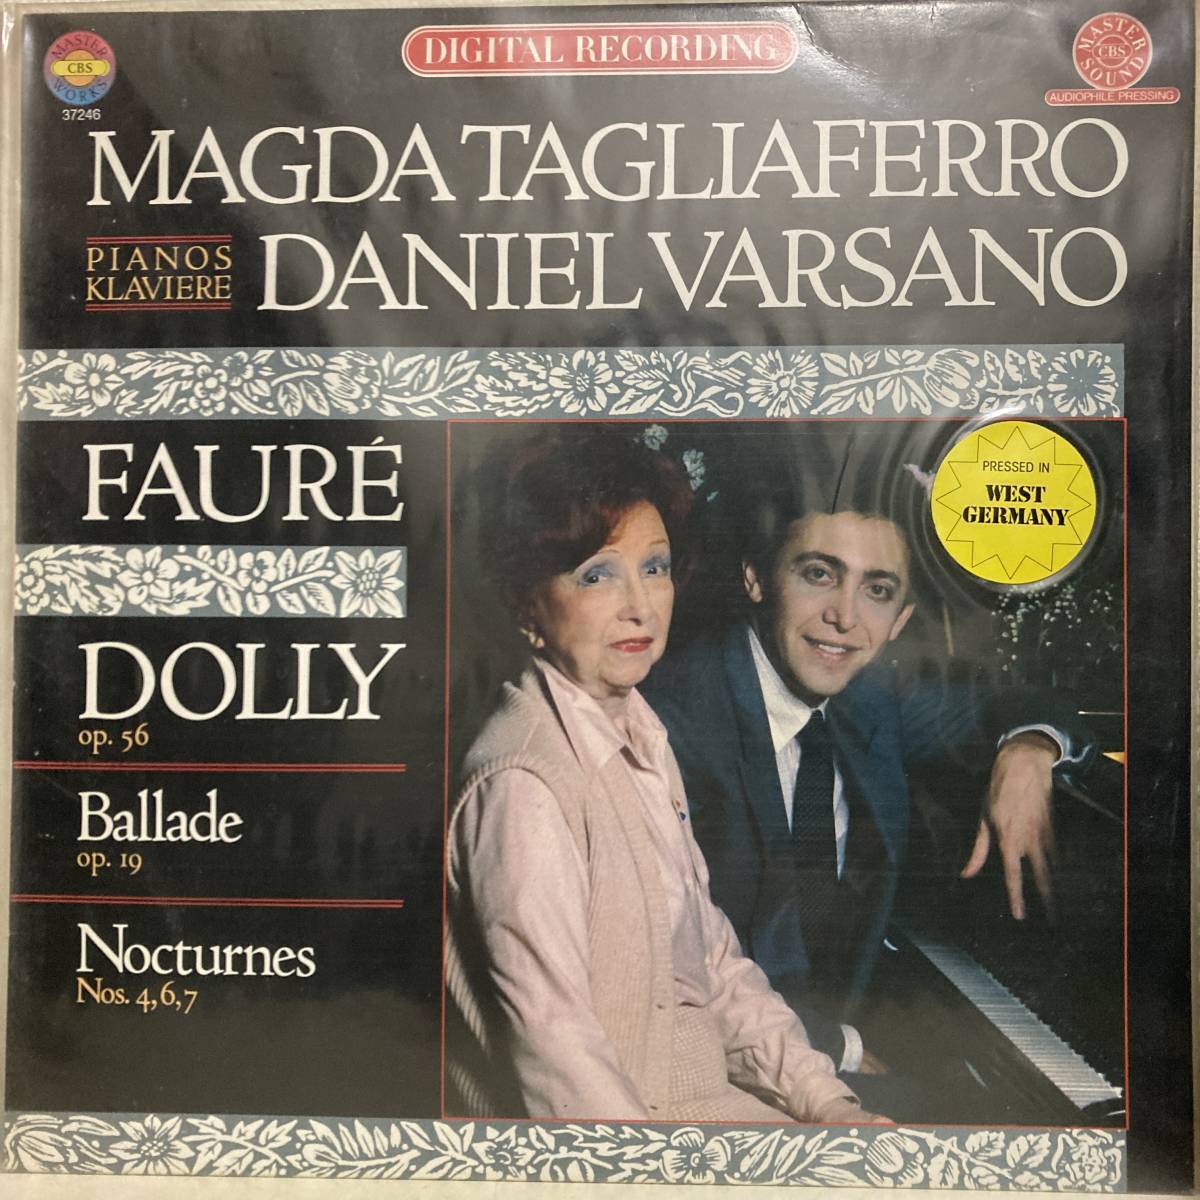 DIGITAL RECORDING
MASTER
CBS
WORKS
37246
MASTER
CBS
SOUND
AUDIOPHILE PRESSING
MAGDA TAGLIAFERRO
PIANOS
KLAVIERE
DANIEL VARSANO
FAURÉ
DOLLY
op. 56
Ballade
op. 19
Nocturnes
Nos. 4, 6, 7
PRESSED IN
WEST
GERMANY